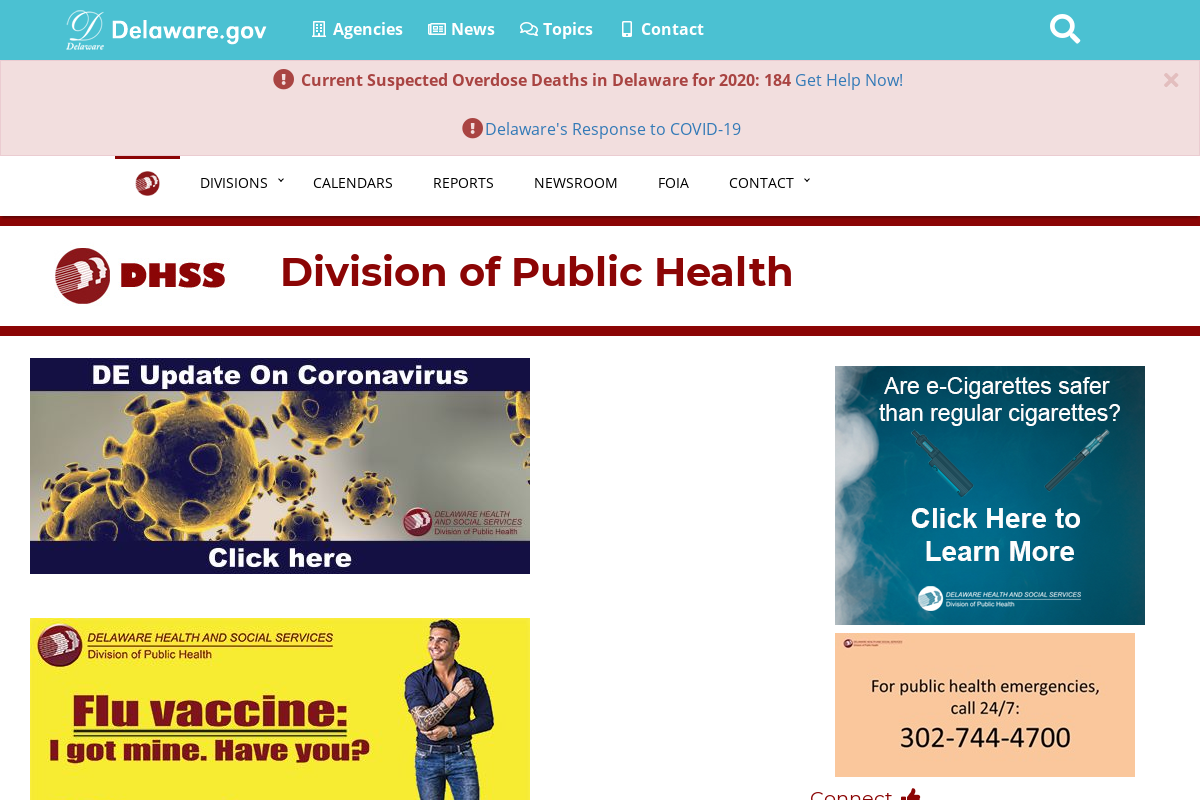 Delaware
Delaware.gov
Agencies
News
Topics
Contact
Current Suspected Overdose Deaths in Delaware for 2020: 184 Get Help Now!
×
Delaware's Response to COVID-19
DIVISIONS
CALENDARS
REPORTS
NEWSROOM
FOIA
CONTACT
DHSS
Division of Public Health
DE Update On Coronavirus
DELAWARE HEALTH
AND SOCIAL SERVICES
Division of Public Health
Click here
DELAWARE HEALTH AND SOCIAL SERVICES
Division of Public Health
Flu vaccine:
I got mine. Have you?
Are e-Cigarettes safer
than regular cigarettes?
Click Here to
Learn More
DELAWARE HEALTH AND SOCIAL SERVICES
Division of Public Health
For public health emergencies,
call 24/7:
302-744-4700
Connect